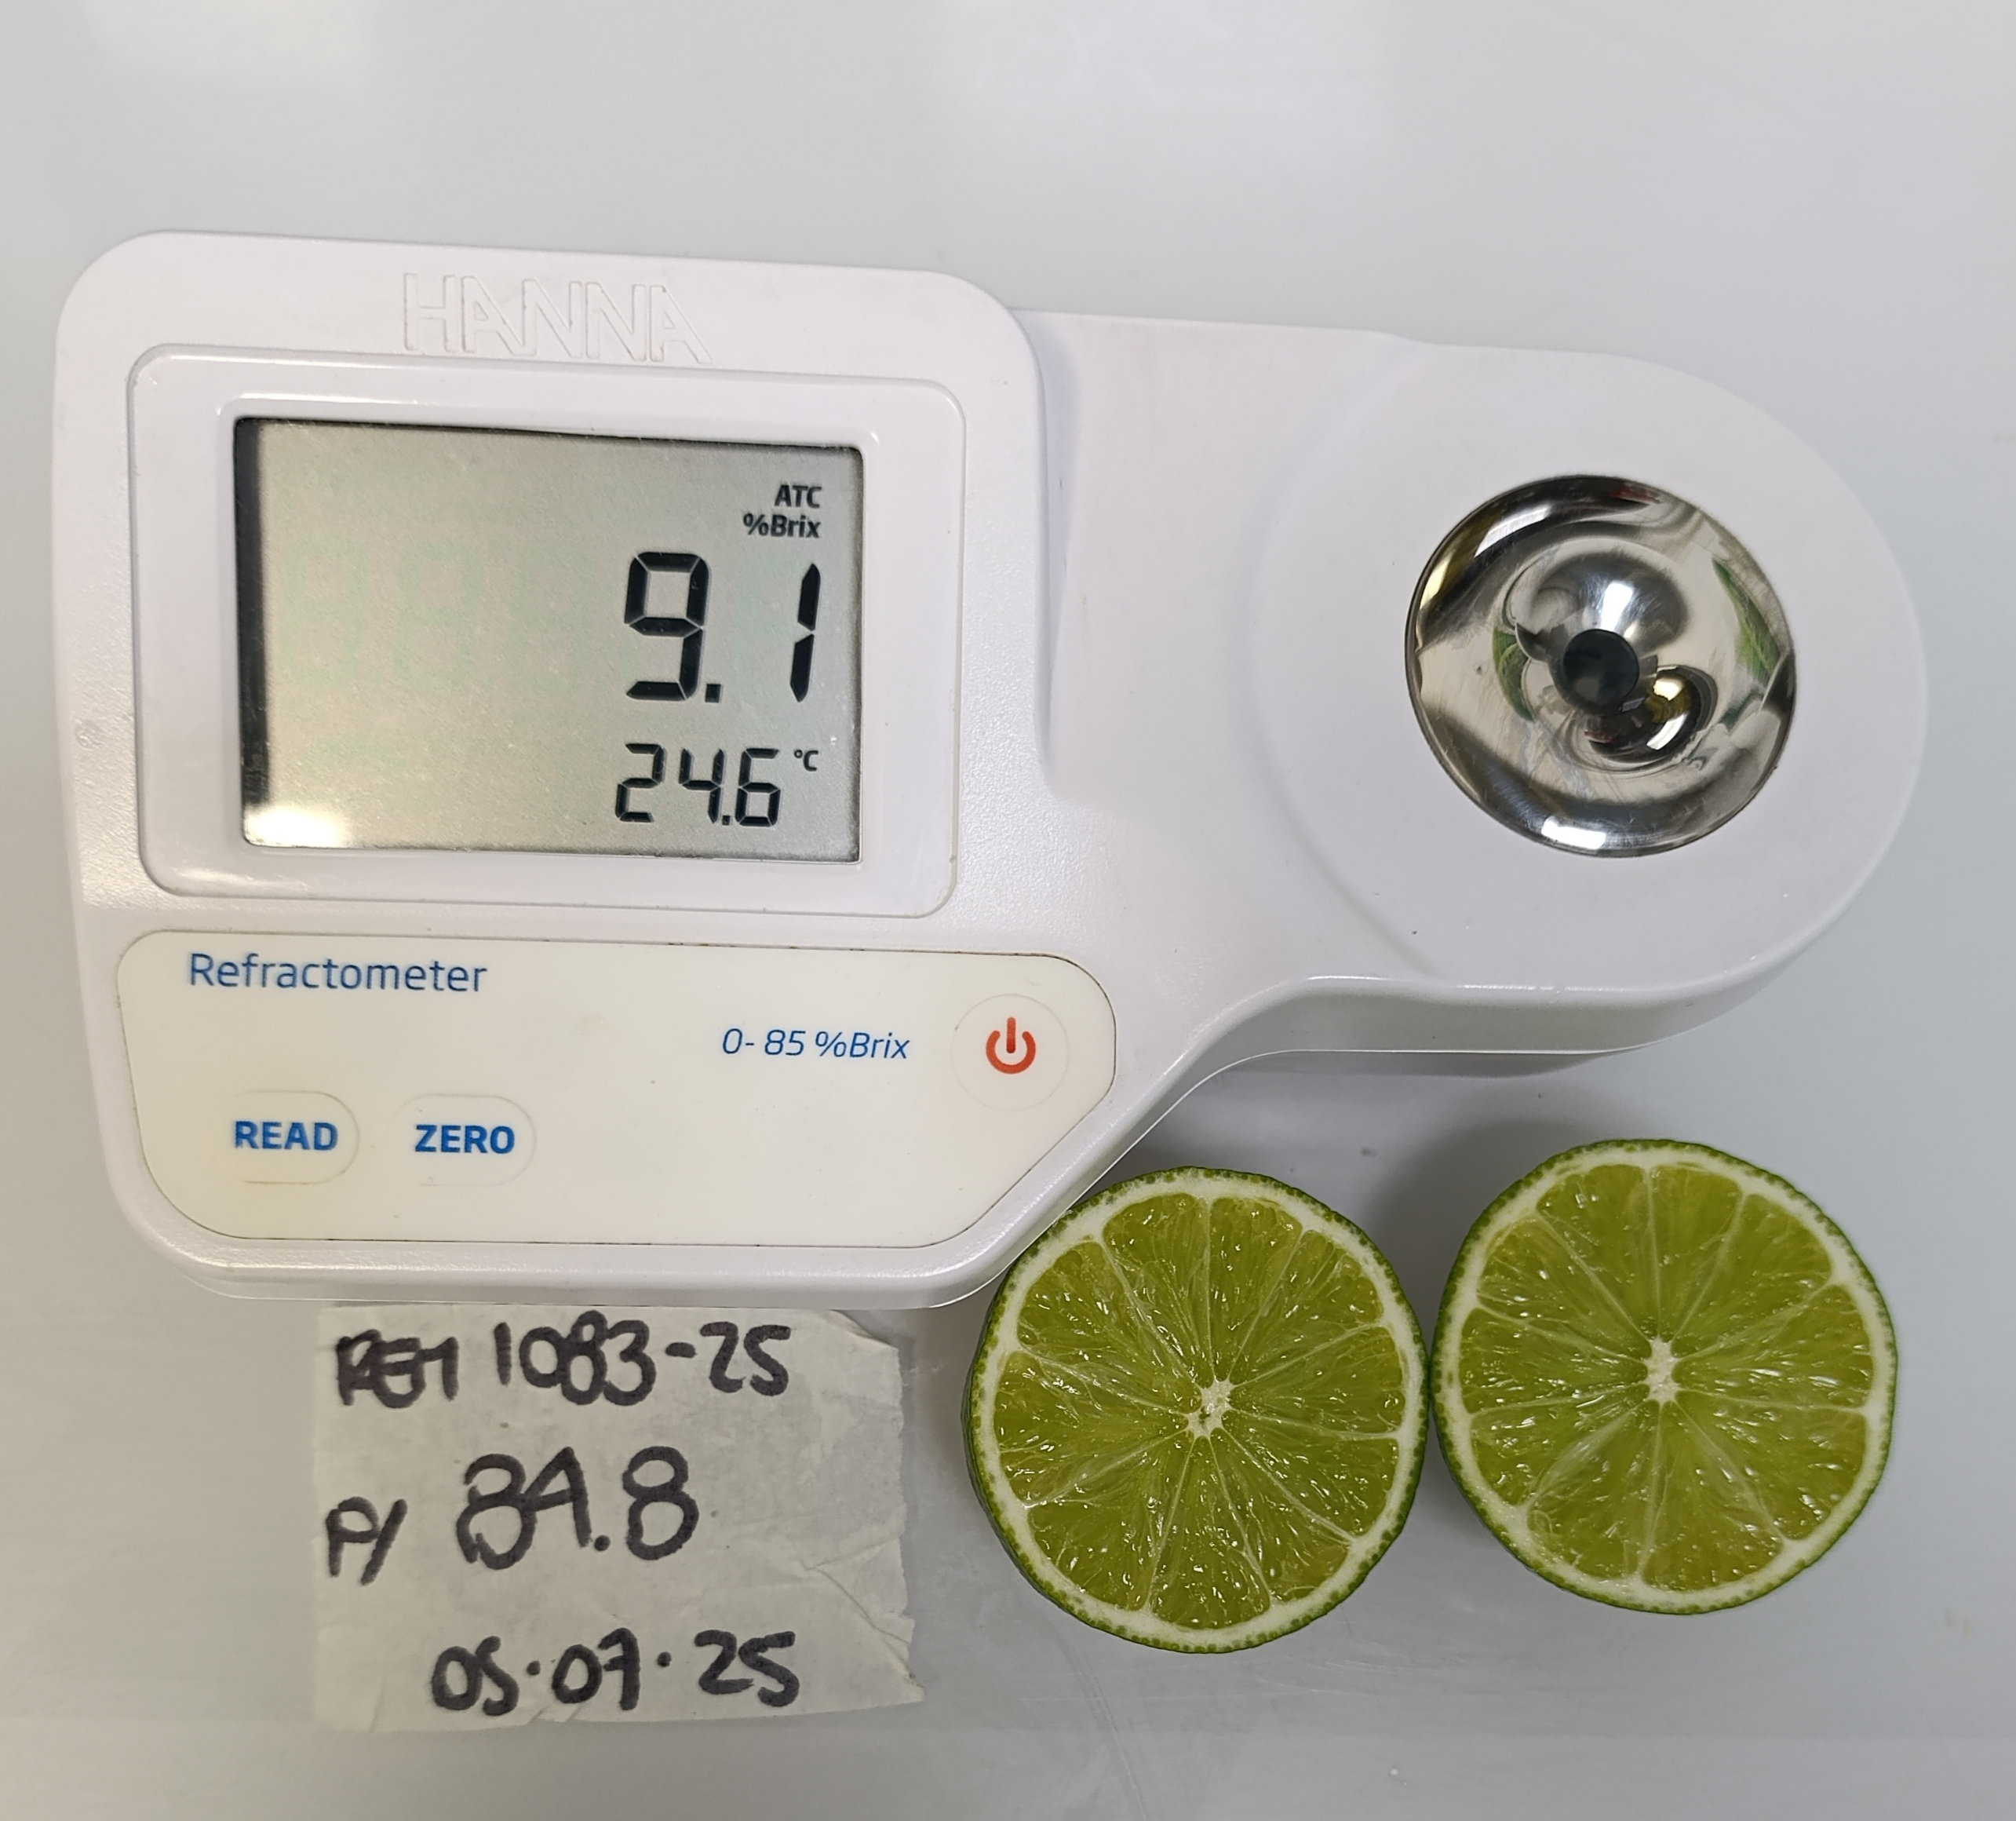 HANNA
ATC
%Brix
9.1
24.6 °C
Refractometer
0-85 %Brix
READ ZERO
REM 1083-25
P/ 84.8
05.07.25